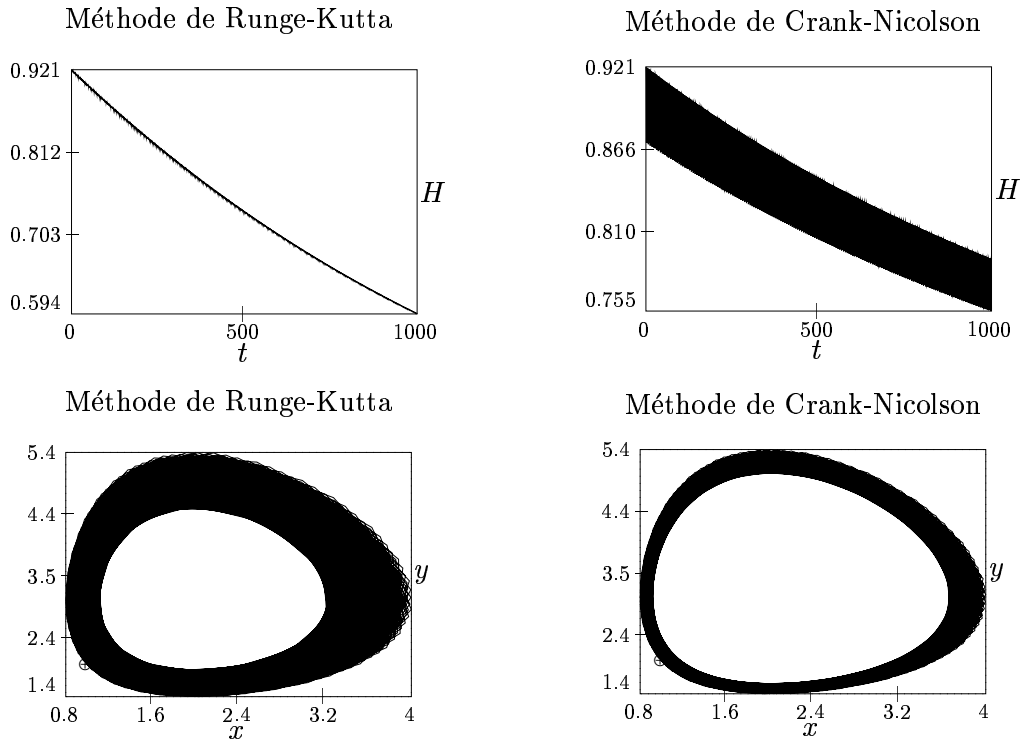 Méthode de Runge-Kutta
0.921
0.812
0.703
0.594
H
0
500
1000
t
Méthode de Crank-Nicolson
0.921
0.866
0.810
0.755
H
0
500
1000
t
Méthode de Runge-Kutta
5.4
4.4
3.5
2.4
1.4
y
0.8
1.6
2.4
3.2
4
x
Méthode de Crank-Nicolson
5.4
4.4
3.5
2.4
1.4
y
0.8
1.6
2.4
3.2
4
x